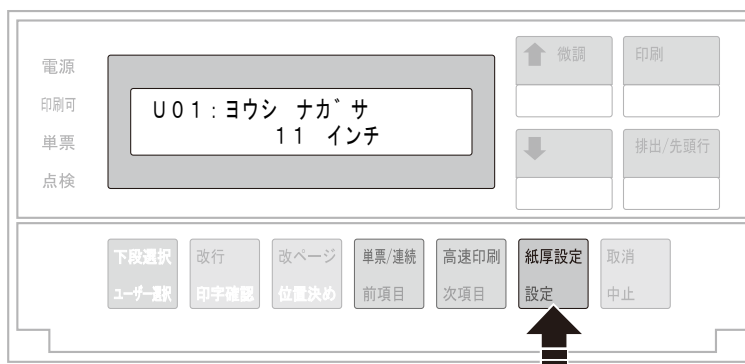 電源
印刷可
単票
点検
U01:ヨウシ ナガサ
11 インチ
微調
印刷
排出/先頭行
下段選択
ユーザー選択
改行
印字確認
改ページ
位置決め
単票/連続
前項目
高速印刷
次項目
紙厚設定
設定
取消
中止